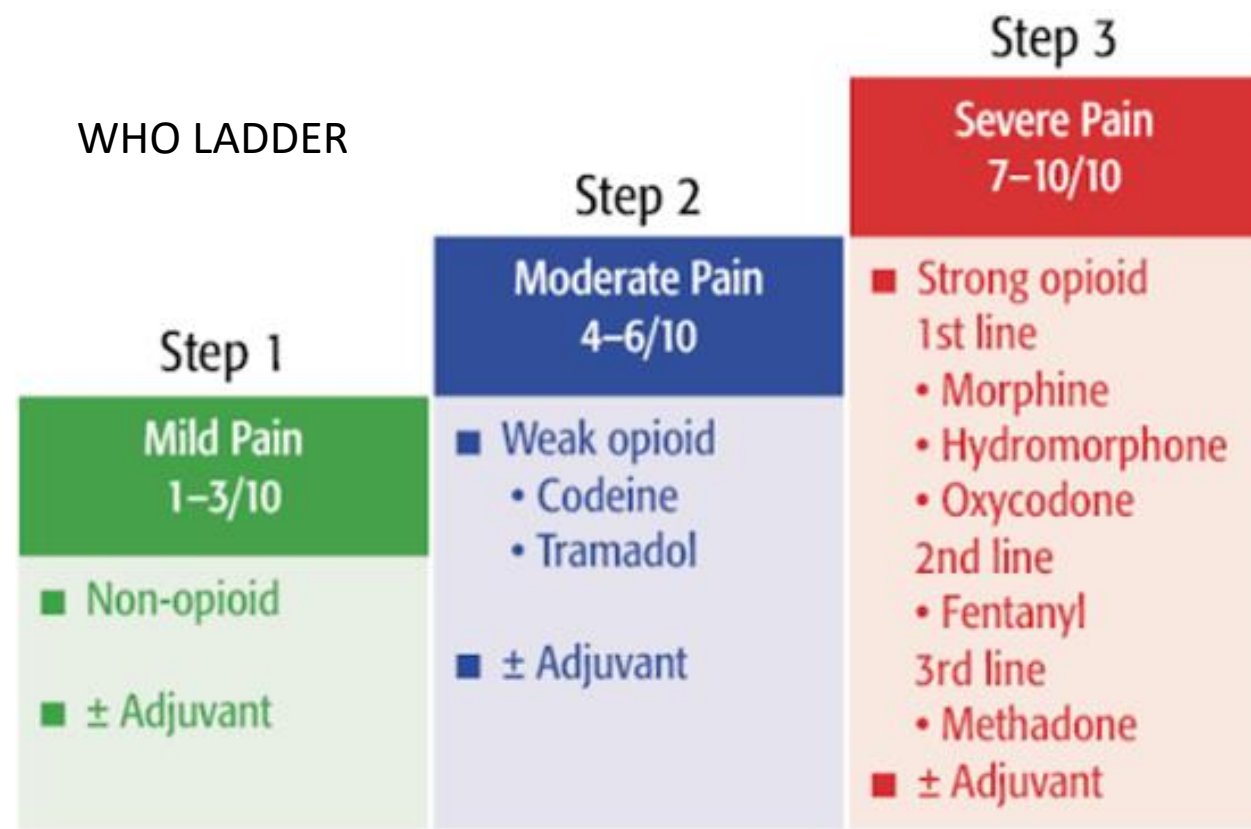 WHO LADDER
Step 1
Mild Pain
1–3/10
■ Non-opioid
■ ± Adjuvant
Step 2
Moderate Pain
4–6/10
■ Weak opioid
• Codeine
• Tramadol
■ ± Adjuvant
Step 3
Severe Pain
7–10/10
■ Strong opioid
1st line
• Morphine
• Hydromorphone
• Oxycodone
2nd line
• Fentanyl
3rd line
• Methadone
■ ± Adjuvant